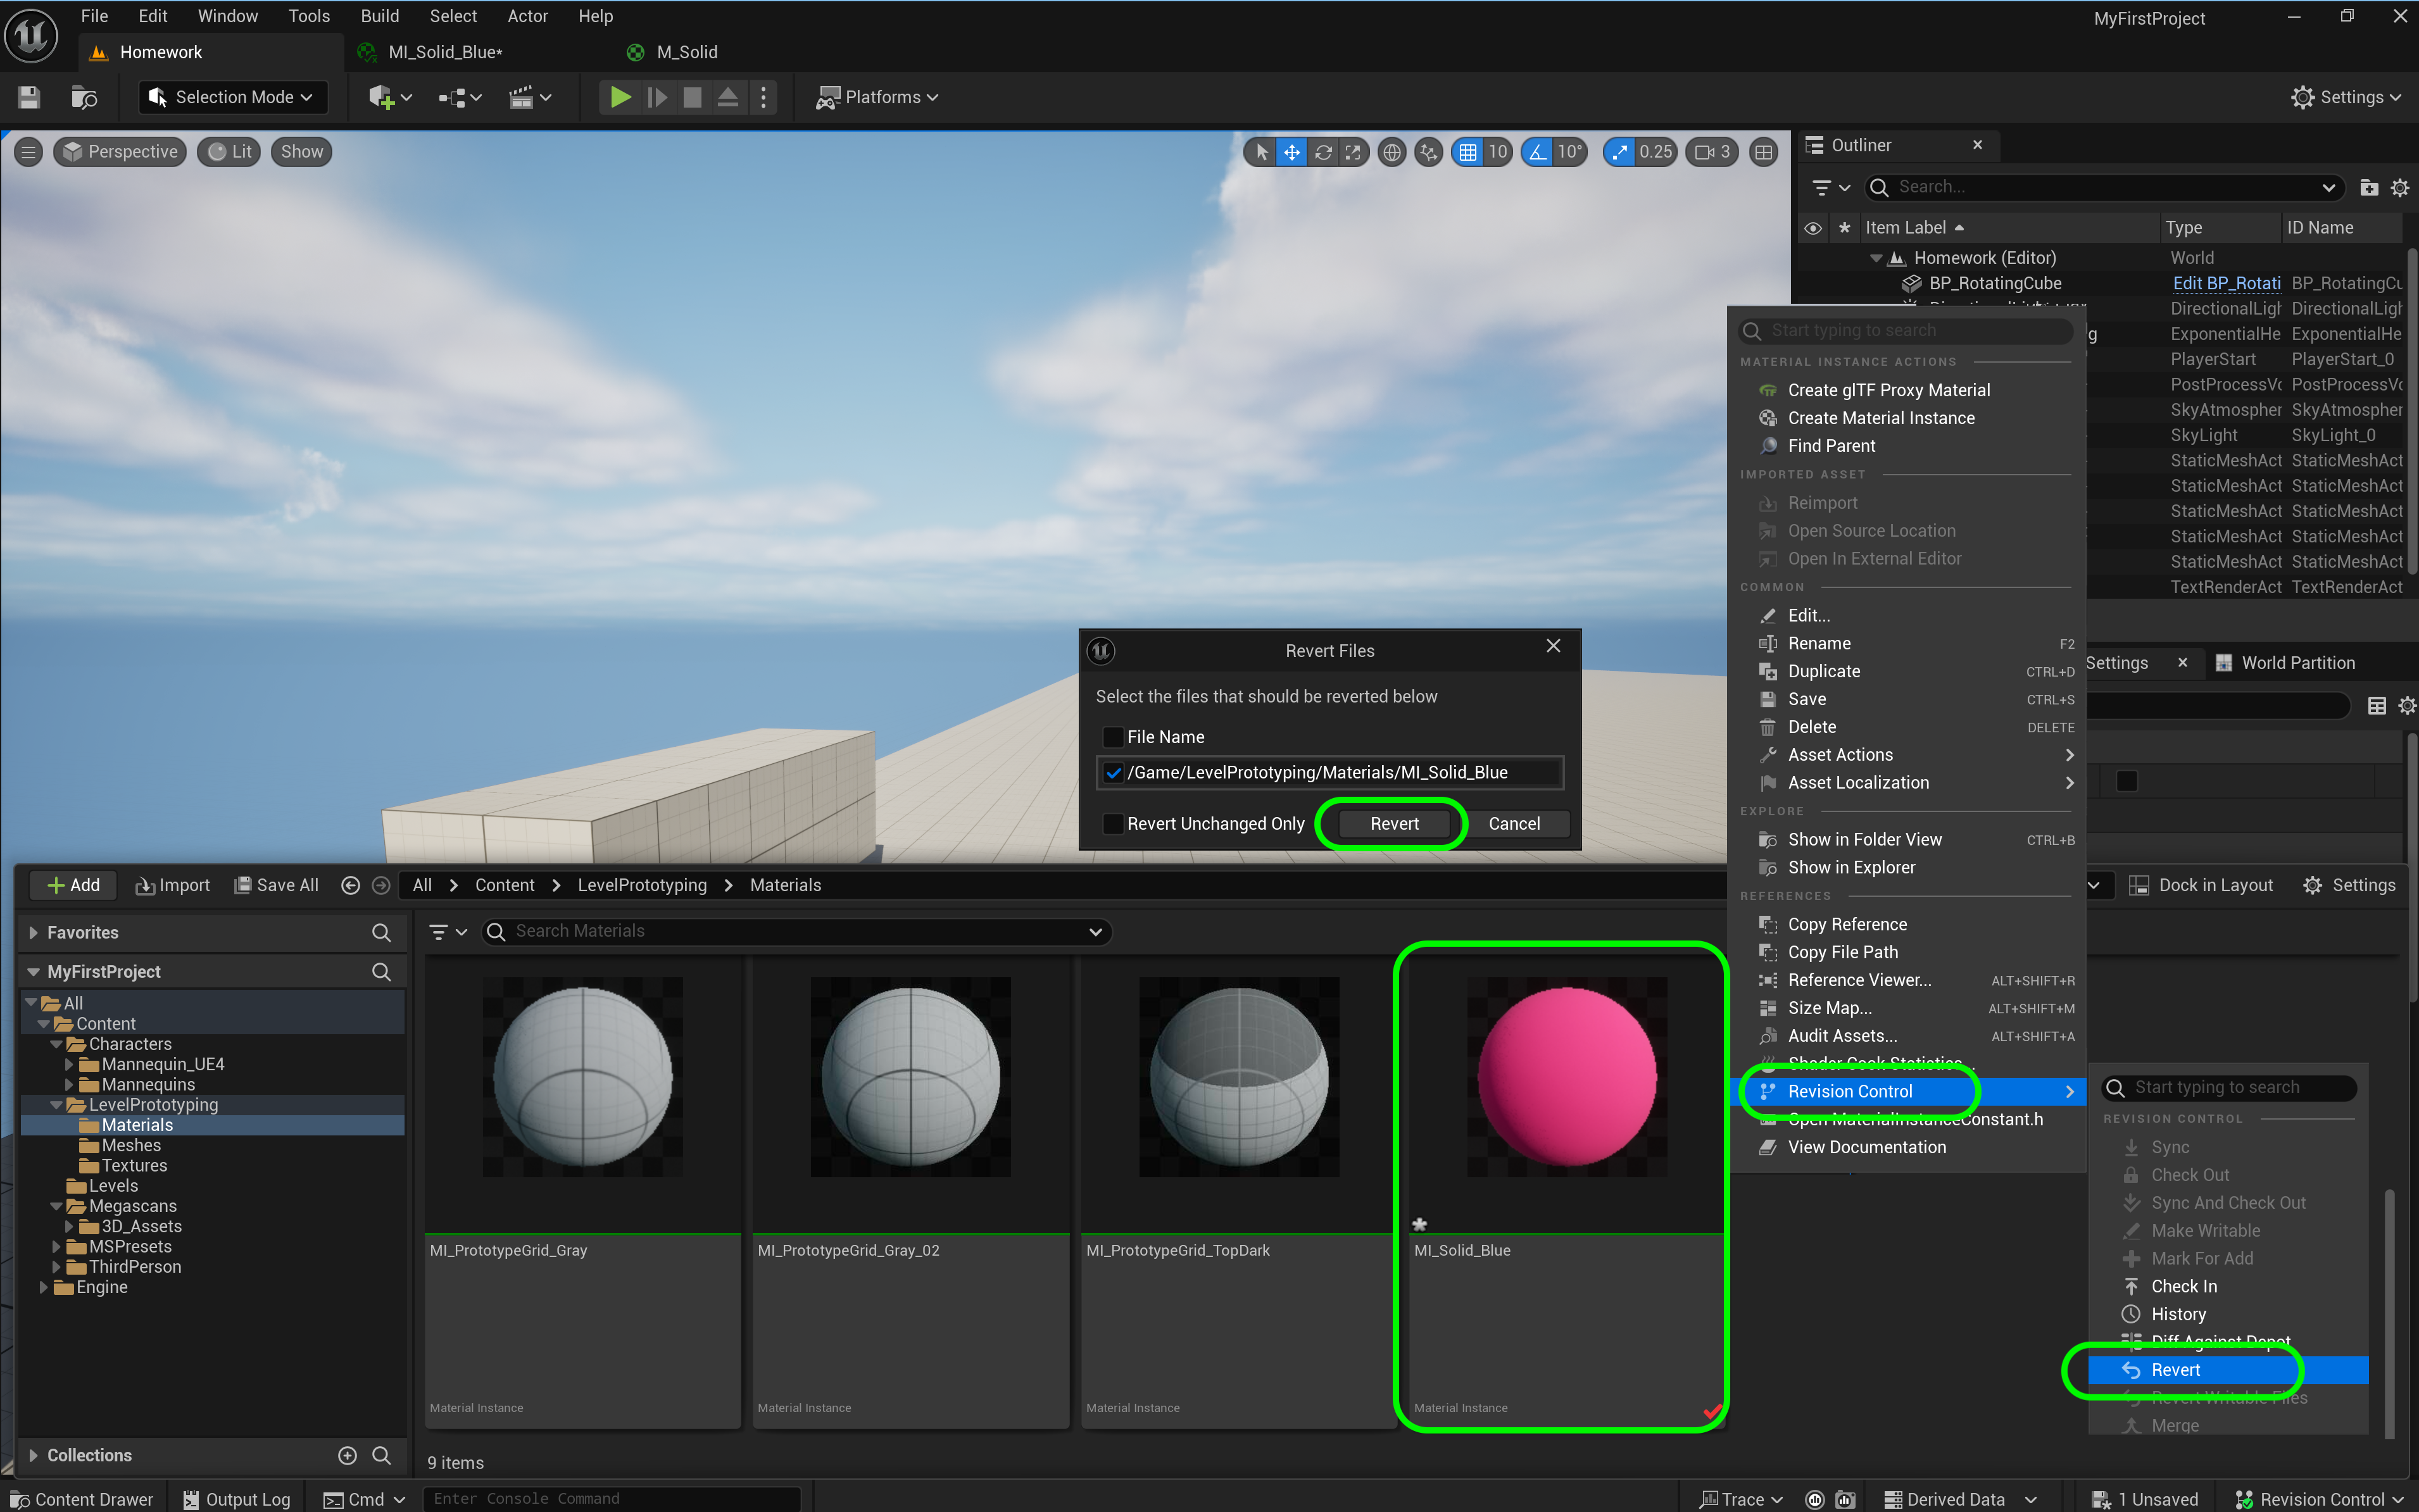 File Edit Window Tools Build Select Actor Help
MyFirstProject
Homework
MI_Solid_Blue*
M_Solid
Selection Mode
Platforms
Settings
Perspective
Lit
Show
10
10°
0.25
3
Outliner
Search...
Item Label Type ID Name
Homework (Editor) World
BP_RotatingCube Edit BP_Rotati BP_RotatingCu
DirectionalLigh DirectionalLigh
ExponentialHe ExponentialHe
PlayerStart PlayerStart_0
PostProcessVc PostProcessVc
SkyAtmospher SkyAtmospher
SkyLight SkyLight_0
StaticMeshAct StaticMeshAct
StaticMeshAct StaticMeshAct
StaticMeshAct StaticMeshAct
StaticMeshAct StaticMeshAct
StaticMeshAct StaticMeshAct
TextRenderAct TextRenderAct
Settings
World Partition
Start typing to search
MATERIAL INSTANCE ACTIONS
Create glTF Proxy Material
Create Material Instance
Find Parent
IMPORTED ASSET
Reimport
Open Source Location
Open In External Editor
COMMON
Edit...
Rename F2
Duplicate CTRL+D
Save CTRL+S
Delete DELETE
Asset Actions
Asset Localization
EXPLORE
Show in Folder View CTRL+B
Show in Explorer
REFERENCES
Copy Reference
Copy File Path
Reference Viewer... ALT+SHIFT+R
Size Map... ALT+SHIFT+M
Audit Assets... ALT+SHIFT+A
Shader Cook Statistics...
Revision Control
Open MaterialInstanceConstant.h
View Documentation
Start typing to search
REVISION CONTROL
Sync
Check Out
Sync And Check Out
Make Writable
Mark For Add
Check In
History
Diff Against Depot
Revert
Revert Writable Files
Merge
Revert Files
Select the files that should be reverted below
File Name
/Game/LevelPrototyping/Materials/MI_Solid_Blue
Revert Unchanged Only
Revert
Cancel
Add
Import
Save All
All > Content > LevelPrototyping > Materials
Dock in Layout
Settings
Favorites
MyFirstProject
All
Content
Characters
Mannequin_UE4
Mannequins
LevelPrototyping
Materials
Meshes
Textures
Levels
Megascans
3D_Assets
MSPresets
ThirdPerson
Engine
Collections
Search Materials
MI_PrototypeGrid_Gray
Material Instance
MI_PrototypeGrid_Gray_02
Material Instance
MI_PrototypeGrid_TopDark
Material Instance
MI_Solid_Blue
Material Instance
9 items
Content Drawer
Output Log
Cmd
Enter Console Command
Trace
Derived Data
1 Unsaved
Revision Control